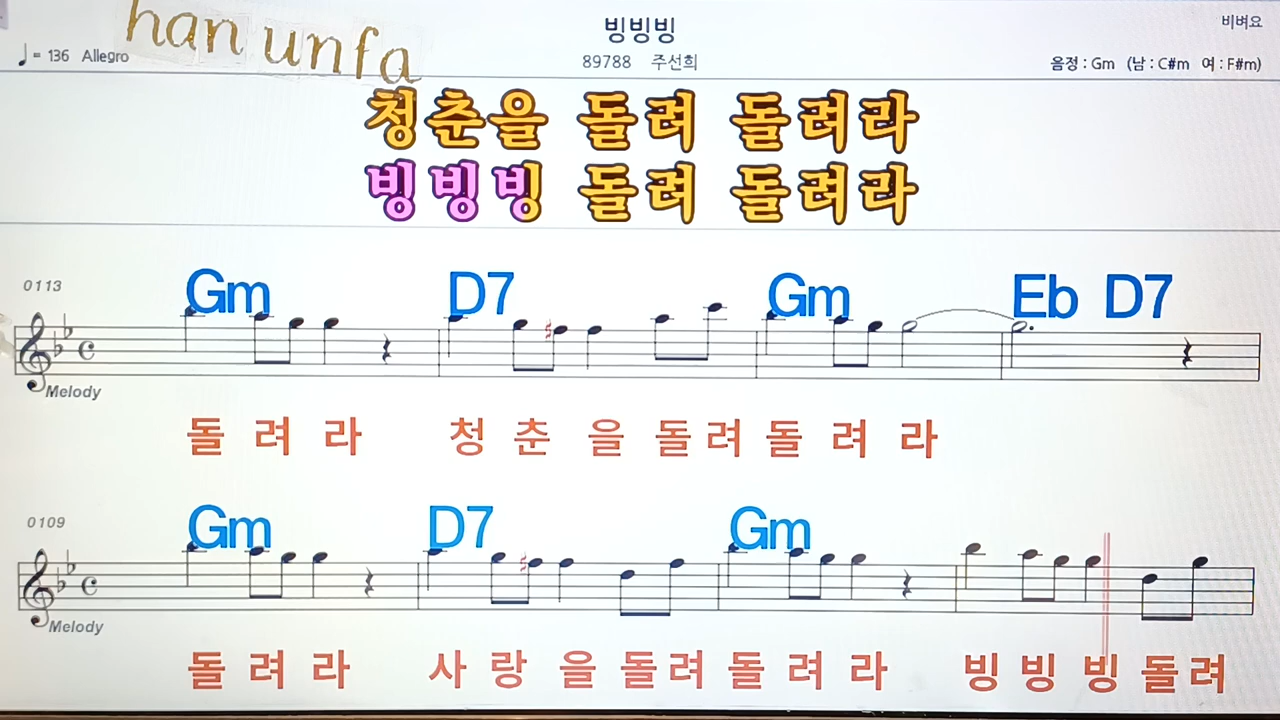 han unfa
빙빙빙
비벼요
♩= 136 Allegro
89788 주선희
음정 : Gm (남 : C#m 여 : F#m)
청춘을 돌려 돌려라
빙빙빙 돌려 돌려라
0113
Gm D7 Gm Eb D7
Melody
돌 려 라 청 춘 을 돌 려 돌 려 라
0109
Gm D7 Gm
Melody
돌 려 라 사 랑 을 돌 려 돌 려 라 빙 빙 빙 돌 려